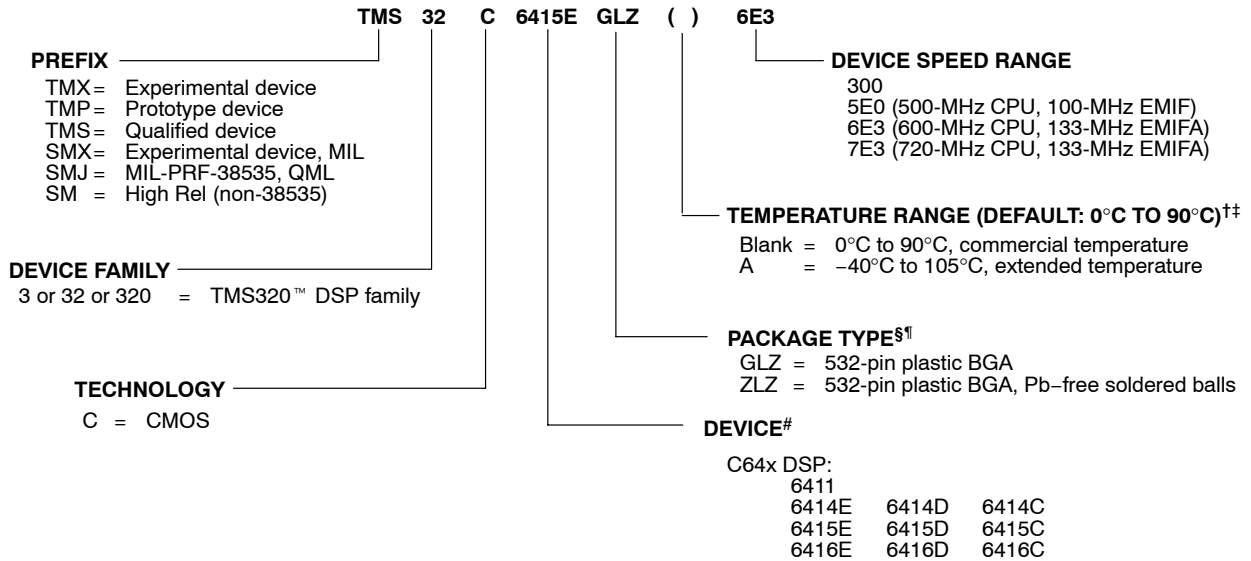 TMS 32 C 6415E GLZ ( ) 6E3
PREFIX
TMX= Experimental device
TMP= Prototype device
TMS= Qualified device
SMX= Experimental device, MIL
SMJ= MIL-PRF-38535, QML
SM = High Rel (non-38535)
DEVICE SPEED RANGE
300
5E0 (500-MHz CPU, 100-MHz EMIF)
6E3 (600-MHz CPU, 133-MHz EMIFA)
7E3 (720-MHz CPU, 133-MHz EMIFA)
TEMPERATURE RANGE (DEFAULT: 0°C TO 90°C)†‡
Blank = 0°C to 90°C, commercial temperature
A = −40°C to 105°C, extended temperature
DEVICE FAMILY
3 or 32 or 320 = TMS320™ DSP family
PACKAGE TYPE§¶
GLZ = 532-pin plastic BGA
ZLZ = 532-pin plastic BGA, Pb−free soldered balls
TECHNOLOGY
C = CMOS
DEVICE#
C64x DSP:
6411
6414E 6414D 6414C
6415E 6415D 6415C
6416E 6416D 6416C